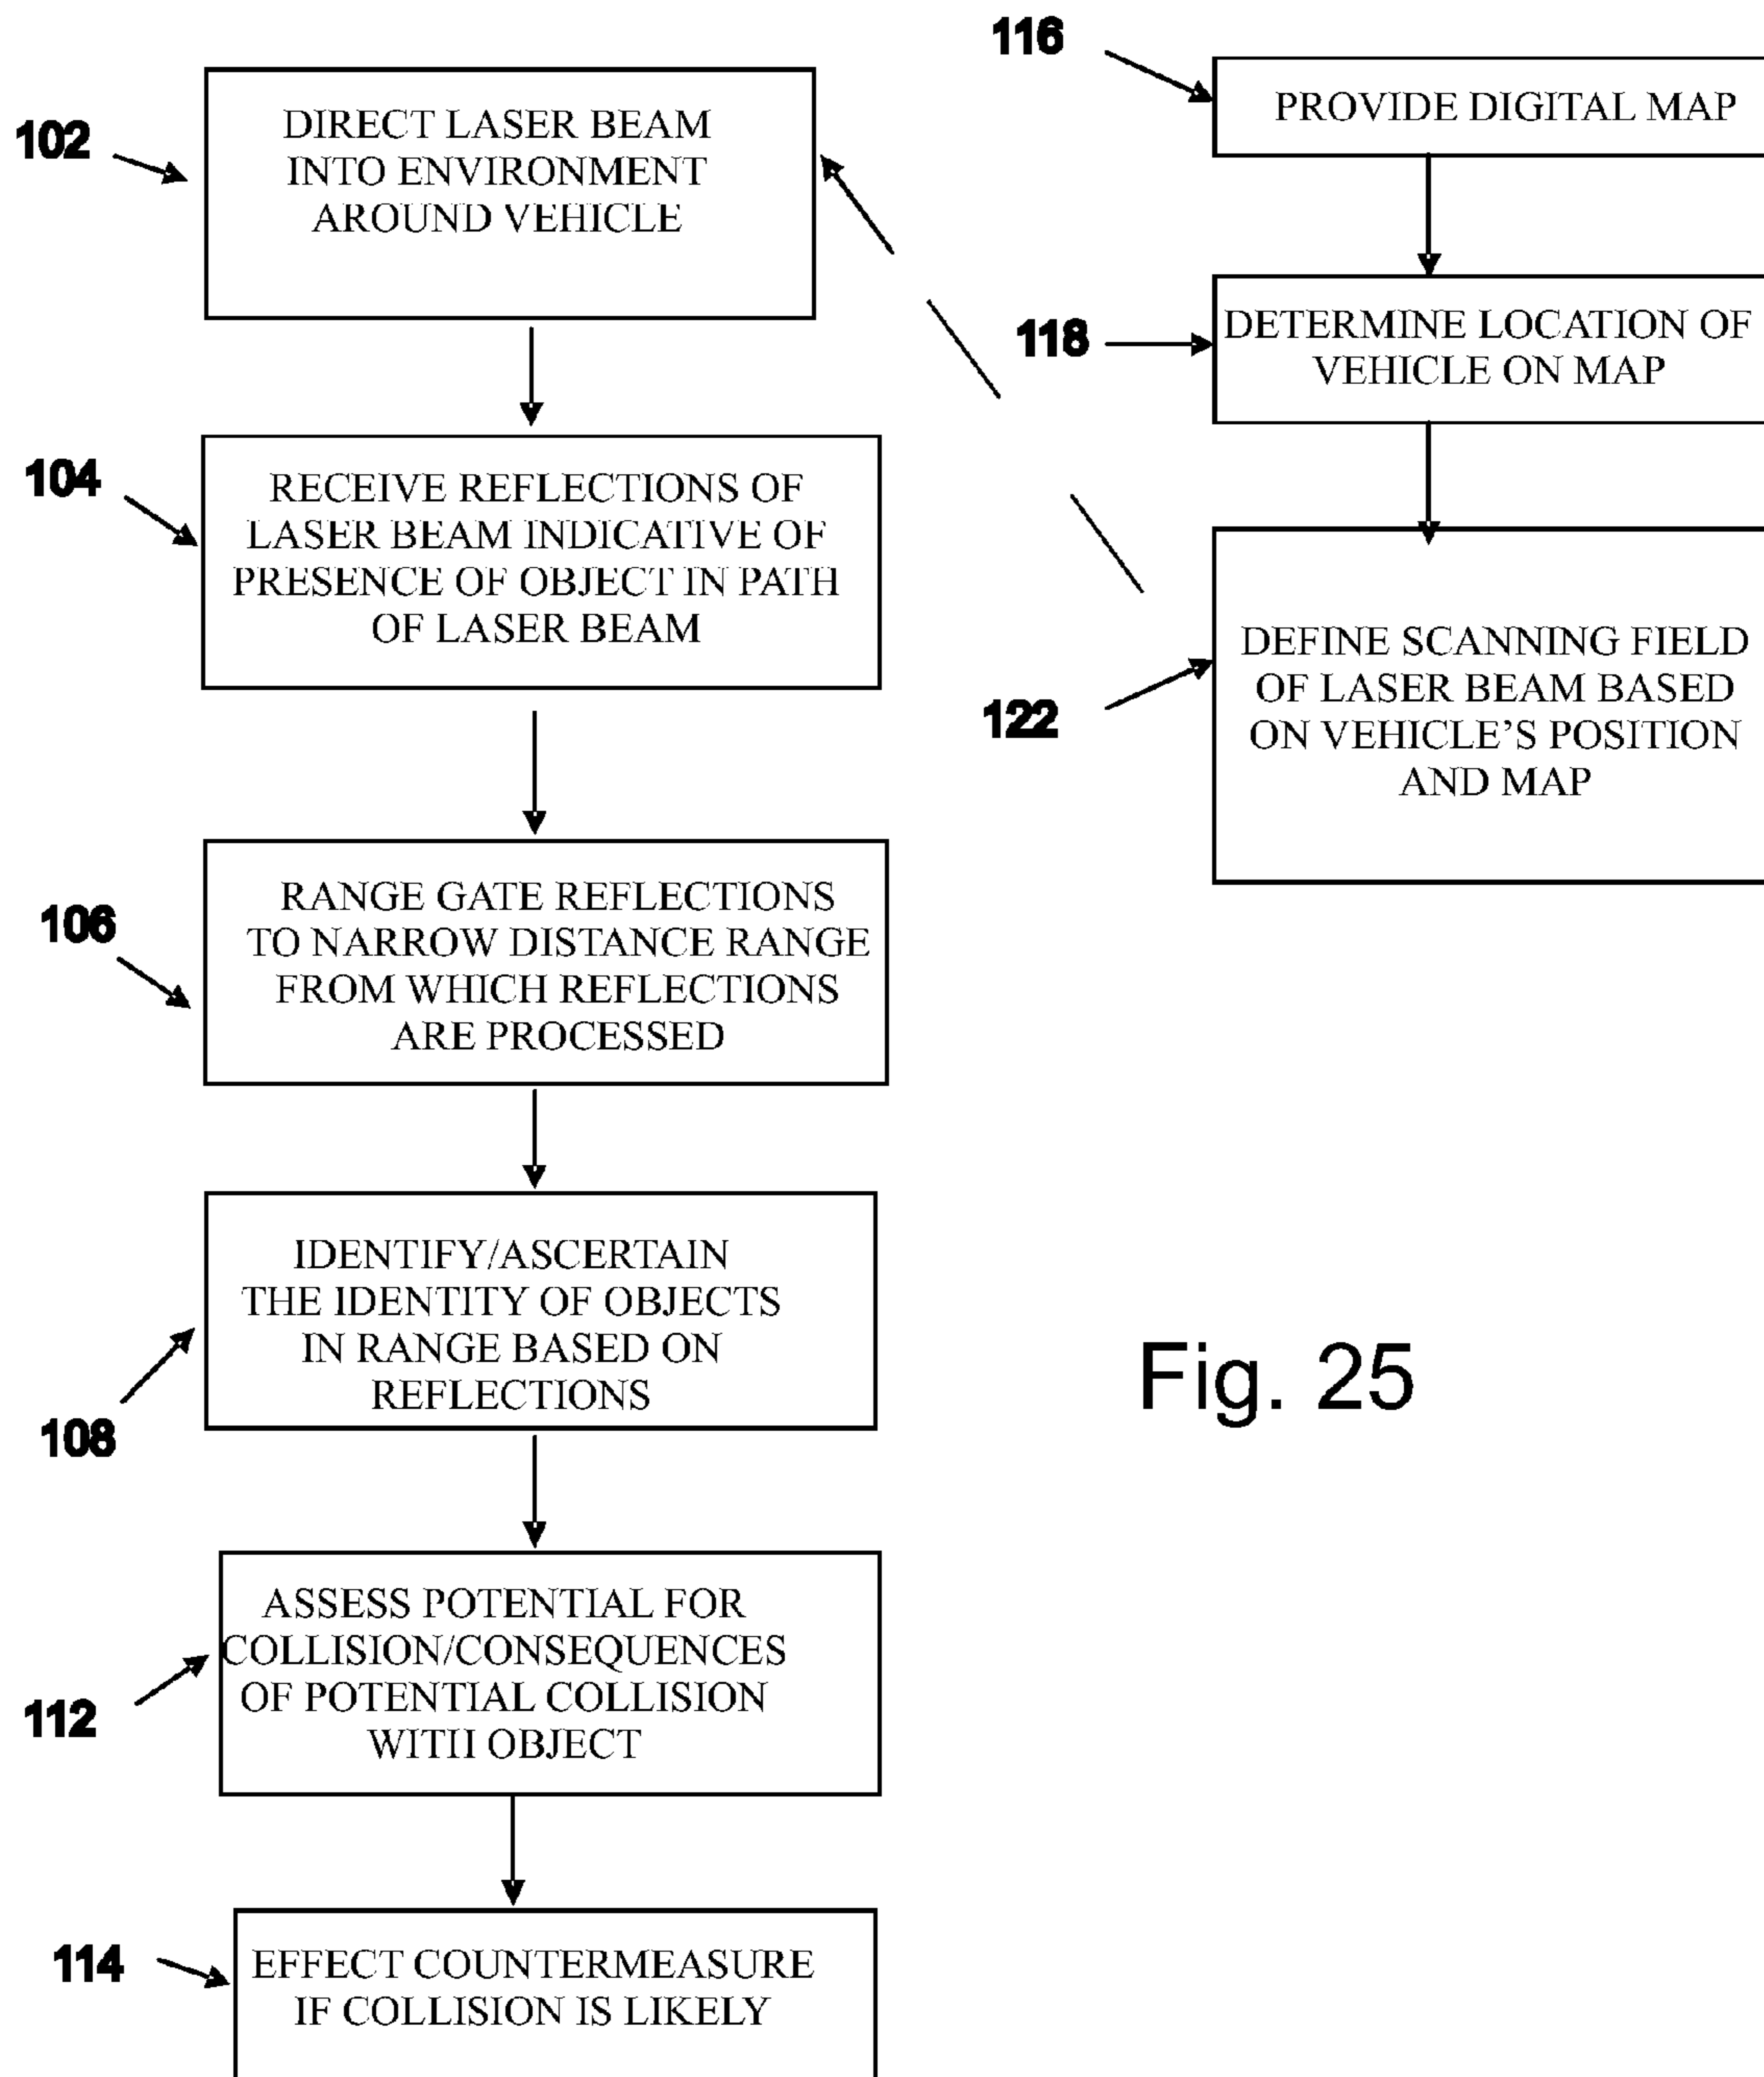 102
DIRECT LASER BEAM
INTO ENVIRONMENT
AROUND VEHICLE
104
RECEIVE REFLECTIONS OF
LASER BEAM INDICATIVE OF
PRESENCE OF OBJECT IN PATH
OF LASER BEAM
106
RANGE GATE REFLECTIONS
TO NARROW DISTANCE RANGE
FROM WHICH REFLECTIONS
ARE PROCESSED
108
IDENTIFY/ASCERTAIN
THE IDENTITY OF OBJECTS
IN RANGE BASED ON
REFLECTIONS
112
ASSESS POTENTIAL FOR
COLLISION/CONSEQUENCES
OF POTENTIAL COLLISION
WITH OBJECT
114
EFFECT COUNTERMEASURE
IF COLLISION IS LIKELY
116
PROVIDE DIGITAL MAP
118
DETERMINE LOCATION OF
VEHICLE ON MAP
122
DEFINE SCANNING FIELD
OF LASER BEAM BASED
ON VEHICLE'S POSITION
AND MAP
Fig. 25